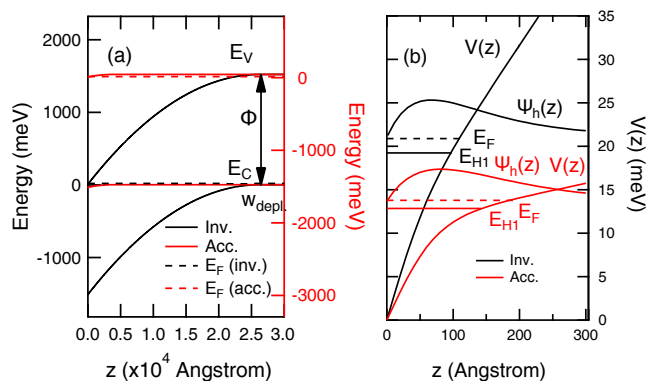 (a)
E_V
Φ
E_C
w_depl.
Inv.
Acc.
E_F (inv.)
E_F (acc.)
2000
1000
0
-1000
Energy (meV)
0
-1000
-2000
-3000
Energy (meV)
0.0 0.5 1.0 1.5 2.0 2.5 3.0
z (x10^4 Angstrom)
(b)
V(z)
Ψ_h(z)
E_F
E_H1
Ψ_h(z) V(z)
E_H1 E_F
Inv.
Acc.
35
30
25
20
15
10
5
0
V(z) (meV)
0 100 200 300
z (Angstrom)